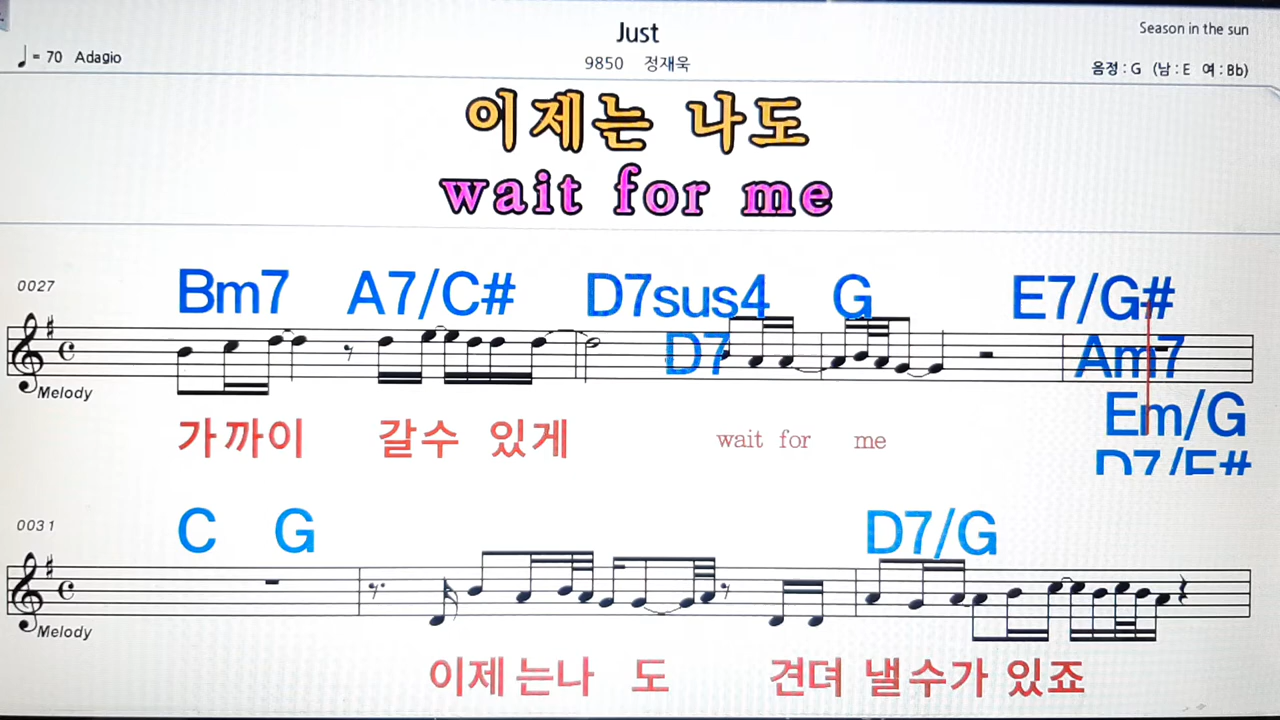 Just
Season in the sun
♩ = 70 Adagio
9850 정재욱
음정 : G (남 : E 여 : Bb)
이제는 나도
wait for me
0027
Bm7 A7/C# D7sus4 G E7/G#
D7 Am7
Em/G
D7/F#
Melody
가까이 갈수 있게 wait for me
0031
C G D7/G
Melody
이제는나 도 견뎌 낼수가 있죠